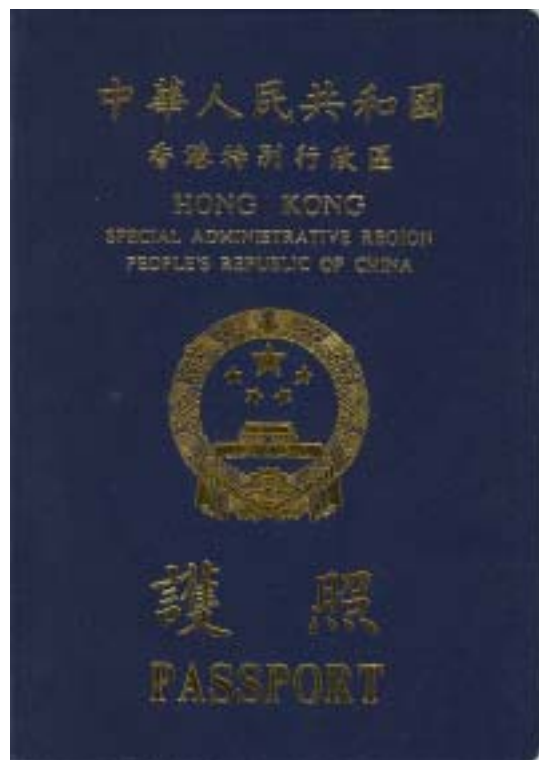 中華人民共和國
香港特別行政區
HONG KONG
SPECIAL ADMINISTRATIVE REGION
PEOPLE'S REPUBLIC OF CHINA
護照
PASSPORT